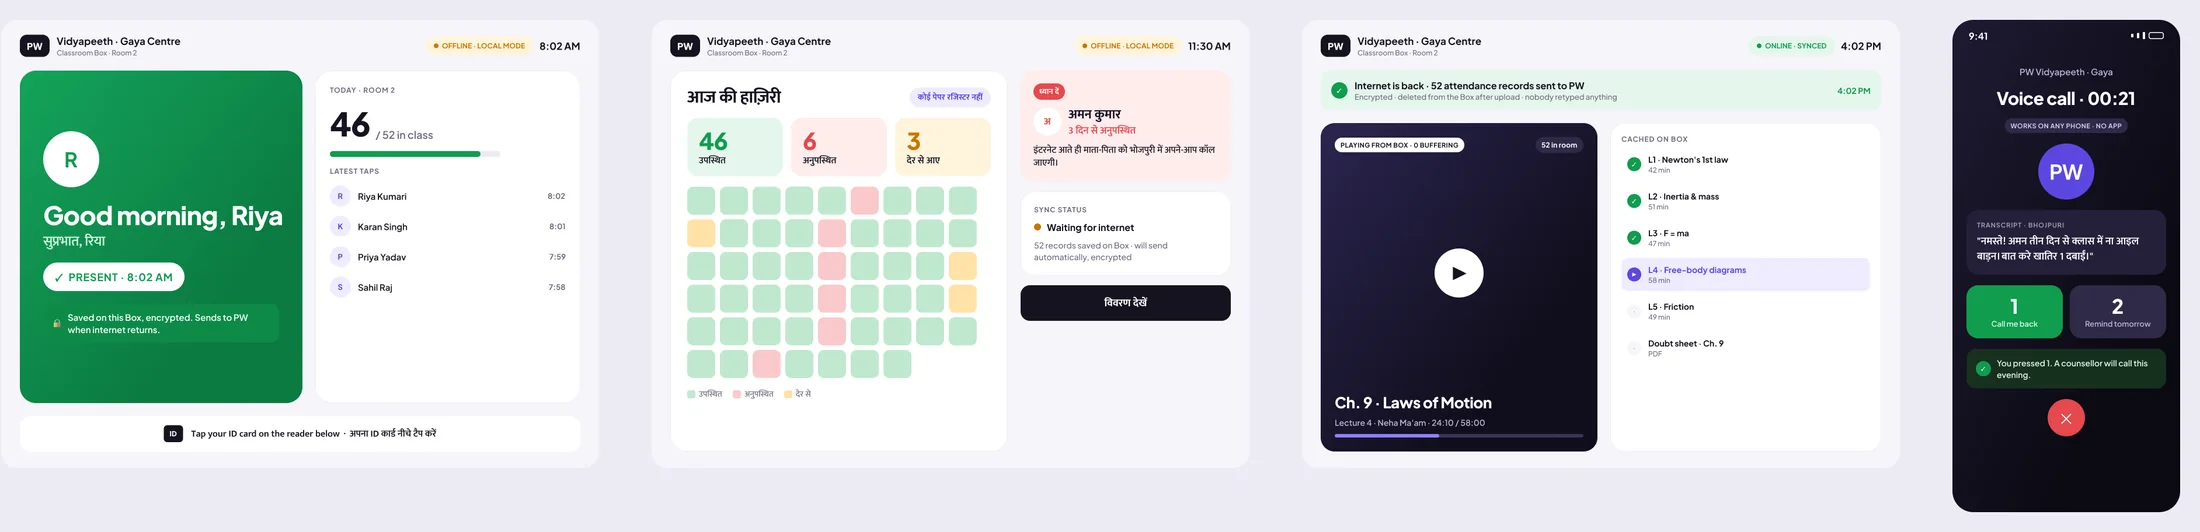 PW
Vidyapeeth · Gaya Centre
Classroom Box · Room 2
OFFLINE · LOCAL MODE
8:02 AM
R
Good morning, Riya
सुप्रभात, रिया
✓ PRESENT · 8:02 AM
Saved on this Box, encrypted. Sends to PW
when internet returns.
TODAY · ROOM 2
46 / 52 in class
LATEST TAPS
R Riya Kumari 8:02
K Karan Singh 8:01
P Priya Yadav 7:59
S Sahil Raj 7:58
ID Tap your ID card on the reader below · अपना ID कार्ड नीचे टैप करें
PW
Vidyapeeth · Gaya Centre
Classroom Box · Room 2
OFFLINE · LOCAL MODE
11:30 AM
आज की हाज़िरी
कोई पेपर रजिस्टर नहीं
46
उपस्थित
6
अनुपस्थित
3
देर से आए
उपस्थित
अनुपस्थित
देर से
ध्यान दें
अ
अमन कुमार
3 दिन से अनुपस्थित
इंटरनेट आते ही माता-पिता को भोजपुरी में अपने-आप कॉल
जाएगी।
SYNC STATUS
Waiting for internet
52 records saved on Box · will send
automatically, encrypted
विवरण देखें
PW
Vidyapeeth · Gaya Centre
Classroom Box · Room 2
ONLINE · SYNCED
4:02 PM
Internet is back · 52 attendance records sent to PW
Encrypted · deleted from the Box after upload · nobody retyped anything
4:02 PM
PLAYING FROM BOX · 0 BUFFERING
52 in room
Ch. 9 · Laws of Motion
Lecture 4 · Neha Ma'am · 24:10 / 58:00
CACHED ON BOX
L1 · Newton's 1st law
42 min
L2 · Inertia & mass
51 min
L3 · F = ma
47 min
L4 · Free-body diagrams
58 min
L5 · Friction
49 min
Doubt sheet · Ch. 9
PDF
9:41
PW Vidyapeeth · Gaya
Voice call · 00:21
WORKS ON ANY PHONE · NO APP
PW
TRANSCRIPT · BHOJPURI
"नमस्ते! अमन तीन दिन से क्लास में ना आइल
बाड़न। बात करे खातिर 1 दबाईं।"
1
Call me back
2
Remind tomorrow
You pressed 1. A counsellor will call this
evening.